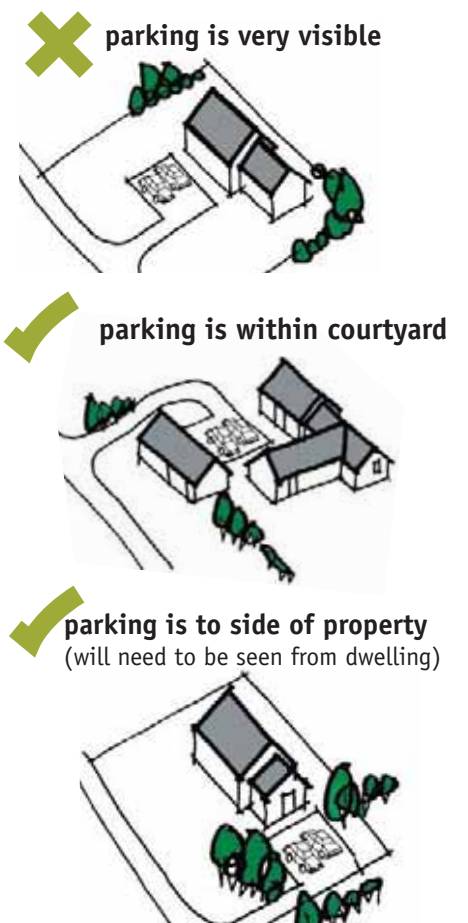 parking is very visible
parking is within courtyard
parking is to side of property
(will need to be seen from dwelling)